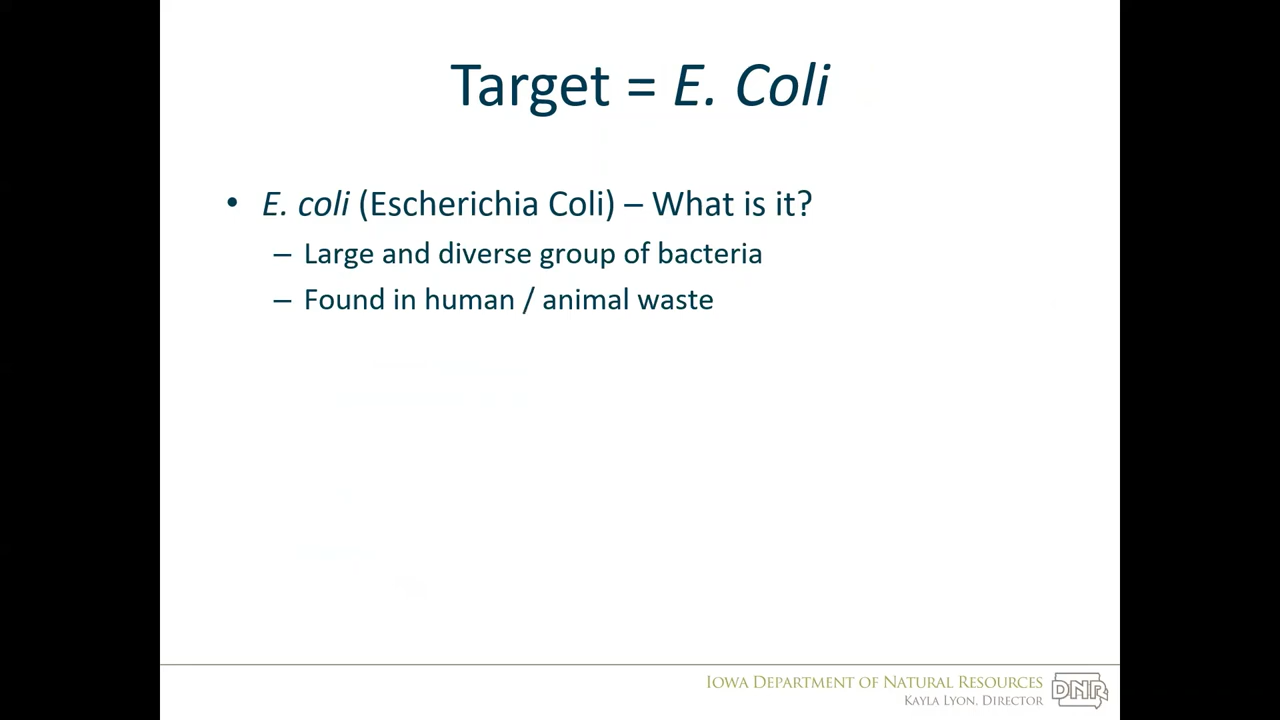 Target = E. Coli
• E. coli (Escherichia Coli) – What is it?
– Large and diverse group of bacteria
– Found in human / animal waste
IOWA DEPARTMENT OF NATURAL RESOURCES
KAYLA LYON, DIRECTOR
DNR